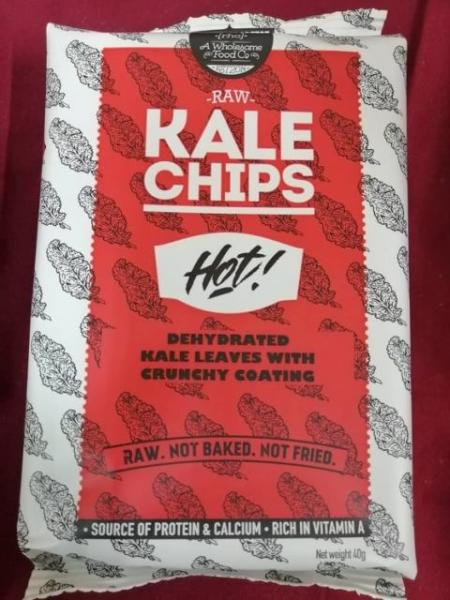 A Wholesome
Food Co
-RAW-
KALE
CHIPS
Hot!
DEHYDRATED
KALE LEAVES WITH
CRUNCHY COATING
RAW. NOT BAKED. NOT FRIED.
• SOURCE OF PROTEIN & CALCIUM • RICH IN VITAMIN A
Net weight 40g